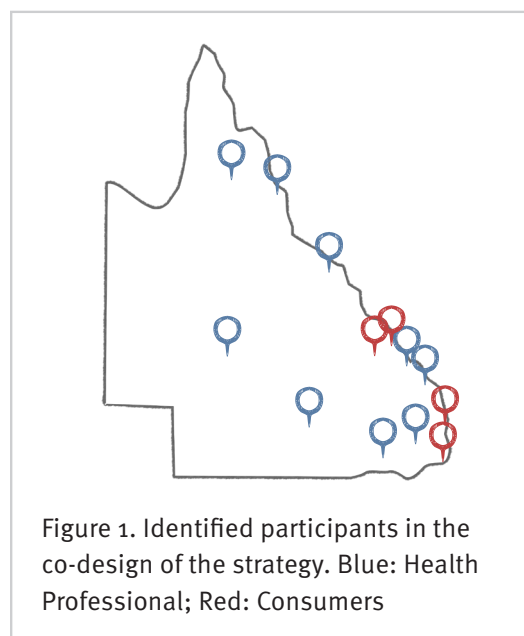 Figure 1. Identified participants in the
co-design of the strategy. Blue: Health
Professional; Red: Consumers